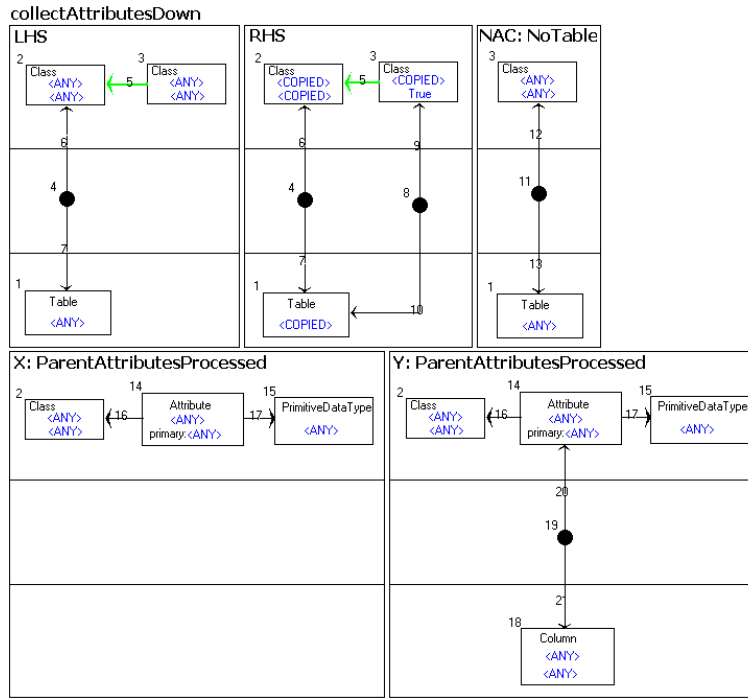 collectAttributesDown
LHS
2
Class
<ANY>
<ANY>
5
3
Class
<ANY>
<ANY>
6
4
7
1
Table
<ANY>
RHS
2
Class
<COPIED>
<COPIED>
5
3
Class
<COPIED>
True
6
9
4
8
7
1
Table
<COPIED>
10
NAC: NoTable
3
Class
<ANY>
<ANY>
12
11
13
1
Table
<ANY>
X: ParentAttributesProcessed
2
Class
<ANY>
<ANY>
16
14
Attribute
<ANY>
primary:<ANY>
17
15
PrimitiveDataType
<ANY>
Y: ParentAttributesProcessed
2
Class
<ANY>
<ANY>
16
14
Attribute
<ANY>
primary:<ANY>
17
15
PrimitiveDataType
<ANY>
20
19
21
18
Column
<ANY>
<ANY>